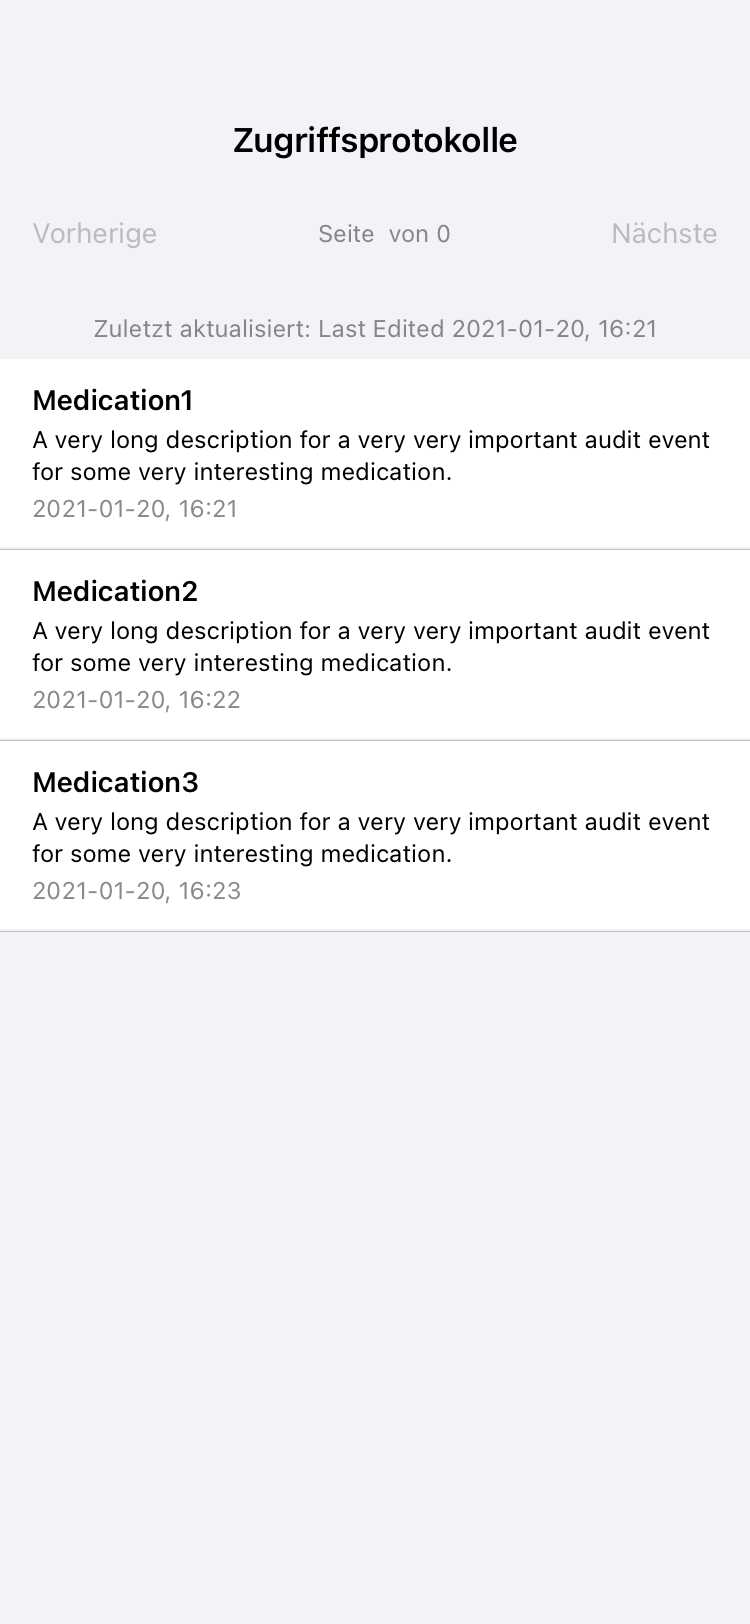 Zugriffsprotokolle
Vorherige
Seite  von 0
Nächste
Zuletzt aktualisiert: Last Edited 2021-01-20, 16:21
Medication1
A very long description for a very very important audit event
for some very interesting medication.
2021-01-20, 16:21
Medication2
A very long description for a very very important audit event
for some very interesting medication.
2021-01-20, 16:22
Medication3
A very long description for a very very important audit event
for some very interesting medication.
2021-01-20, 16:23